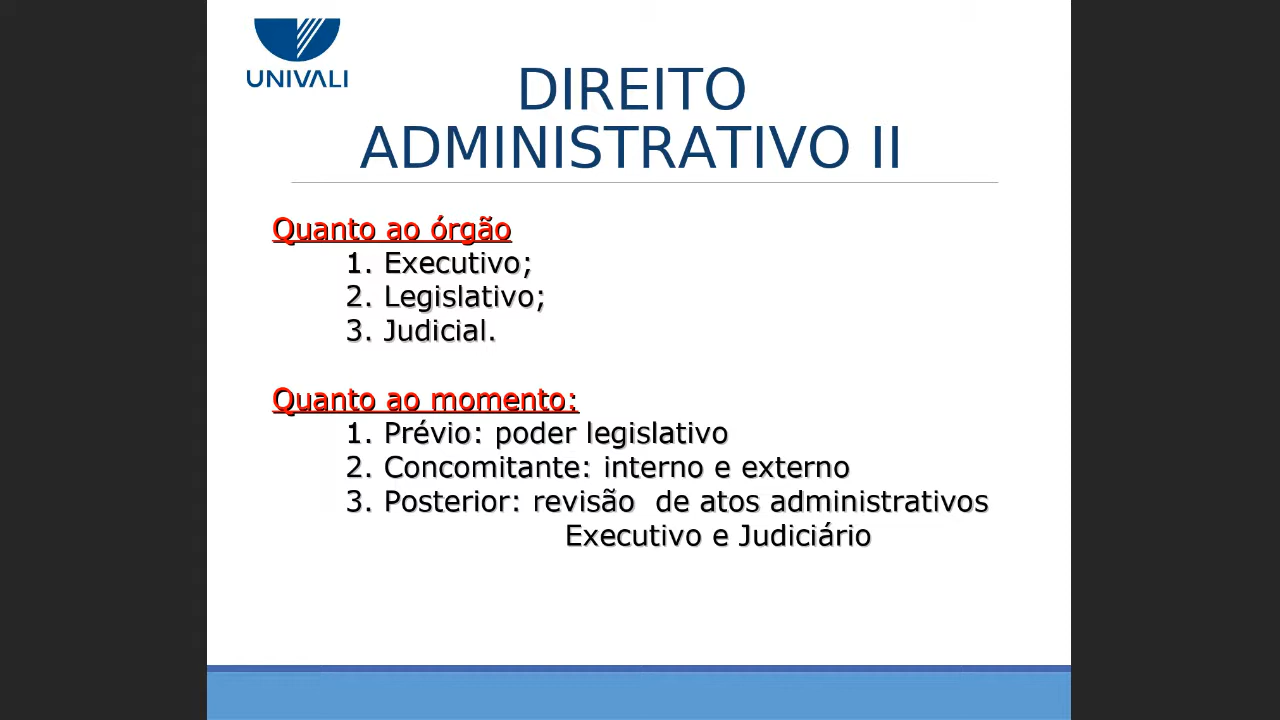 UNIVALI
DIREITO
ADMINISTRATIVO II
Quanto ao órgão
1. Executivo;
2. Legislativo;
3. Judicial.
Quanto ao momento:
1. Prévio: poder legislativo
2. Concomitante: interno e externo
3. Posterior: revisão  de atos administrativos
Executivo e Judiciário